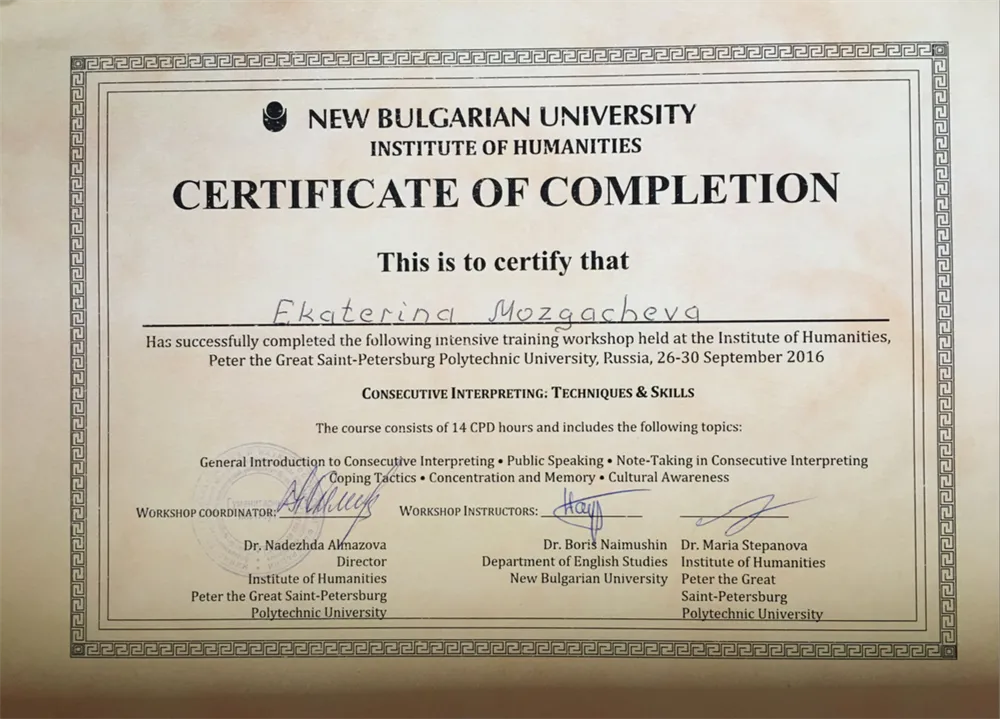 NEW BULGARIAN UNIVERSITY
INSTITUTE OF HUMANITIES
CERTIFICATE OF COMPLETION
This is to certify that
Ekaterina Mozgacheva
Has successfully completed the following intensive training workshop held at the Institute of Humanities,
Peter the Great Saint-Petersburg Polytechnic University, Russia, 26-30 September 2016
CONSECUTIVE INTERPRETING: TECHNIQUES & SKILLS
The course consists of 14 CPD hours and includes the following topics:
General Introduction to Consecutive Interpreting • Public Speaking • Note-Taking in Consecutive Interpreting
Coping Tactics • Concentration and Memory • Cultural Awareness
WORKSHOP COORDINATOR:
Dr. Nadezhda Almazova
Director
Institute of Humanities
Peter the Great Saint-Petersburg
Polytechnic University
WORKSHOP INSTRUCTORS:
Dr. Boris Naimushin
Department of English Studies
New Bulgarian University
Dr. Maria Stepanova
Institute of Humanities
Peter the Great
Saint-Petersburg
Polytechnic University